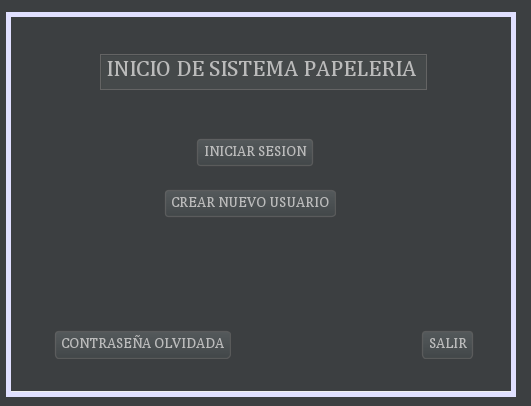 INICIO DE SISTEMA PAPELERIA
INICIAR SESION
CREAR NUEVO USUARIO
CONTRASEÑA OLVIDADA
SALIR